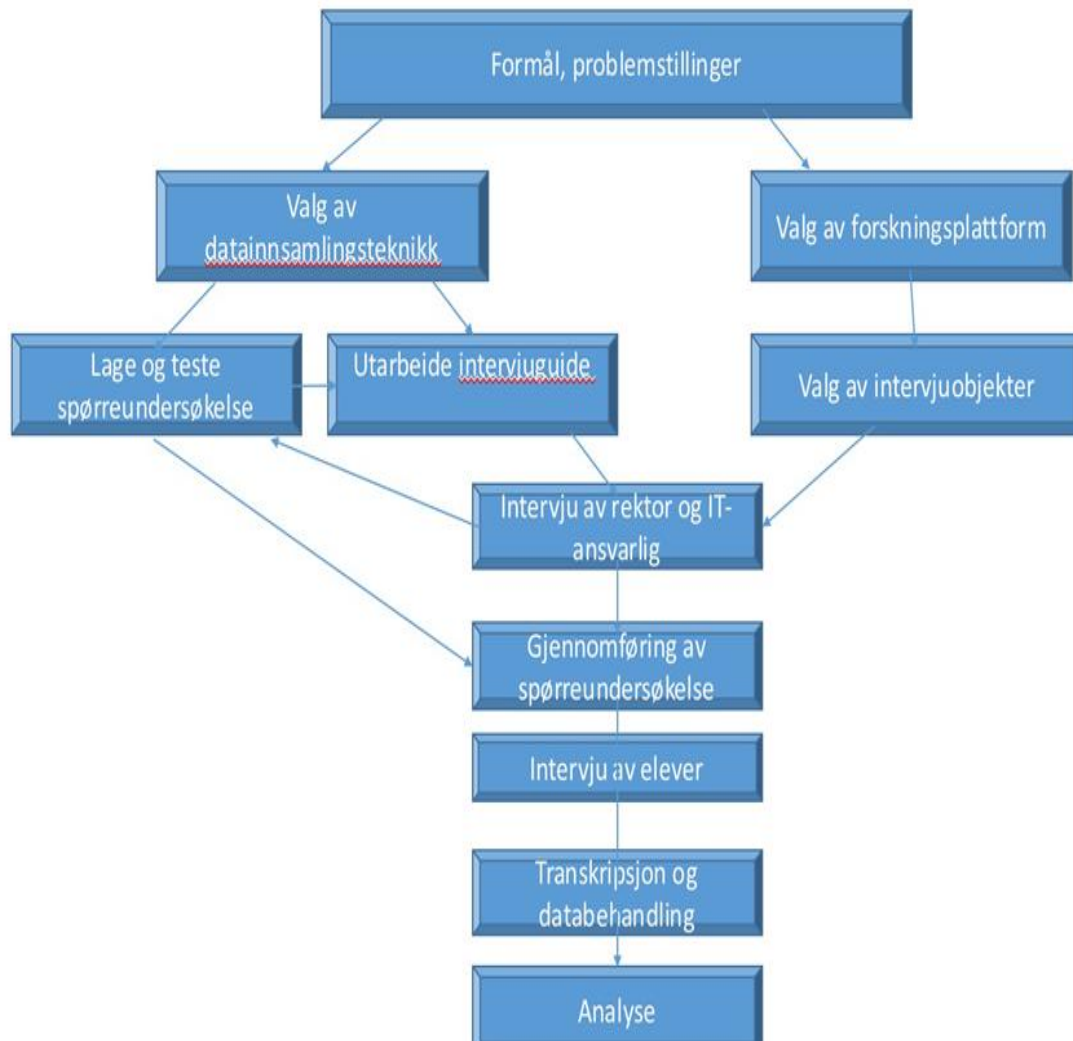 Formål, problemstillinger
Valg av
datainnsamlingsteknikk
Valg av forskningsplattform
Lage og teste
spørreundersøkelse
Utarbeide intervjuguide
Valg av intervjuobjekter
Intervju av rektor og IT-
ansvarlig
Gjennomføring av
spørreundersøkelse
Intervju av elever
Transkripsjon og
databehandling
Analyse